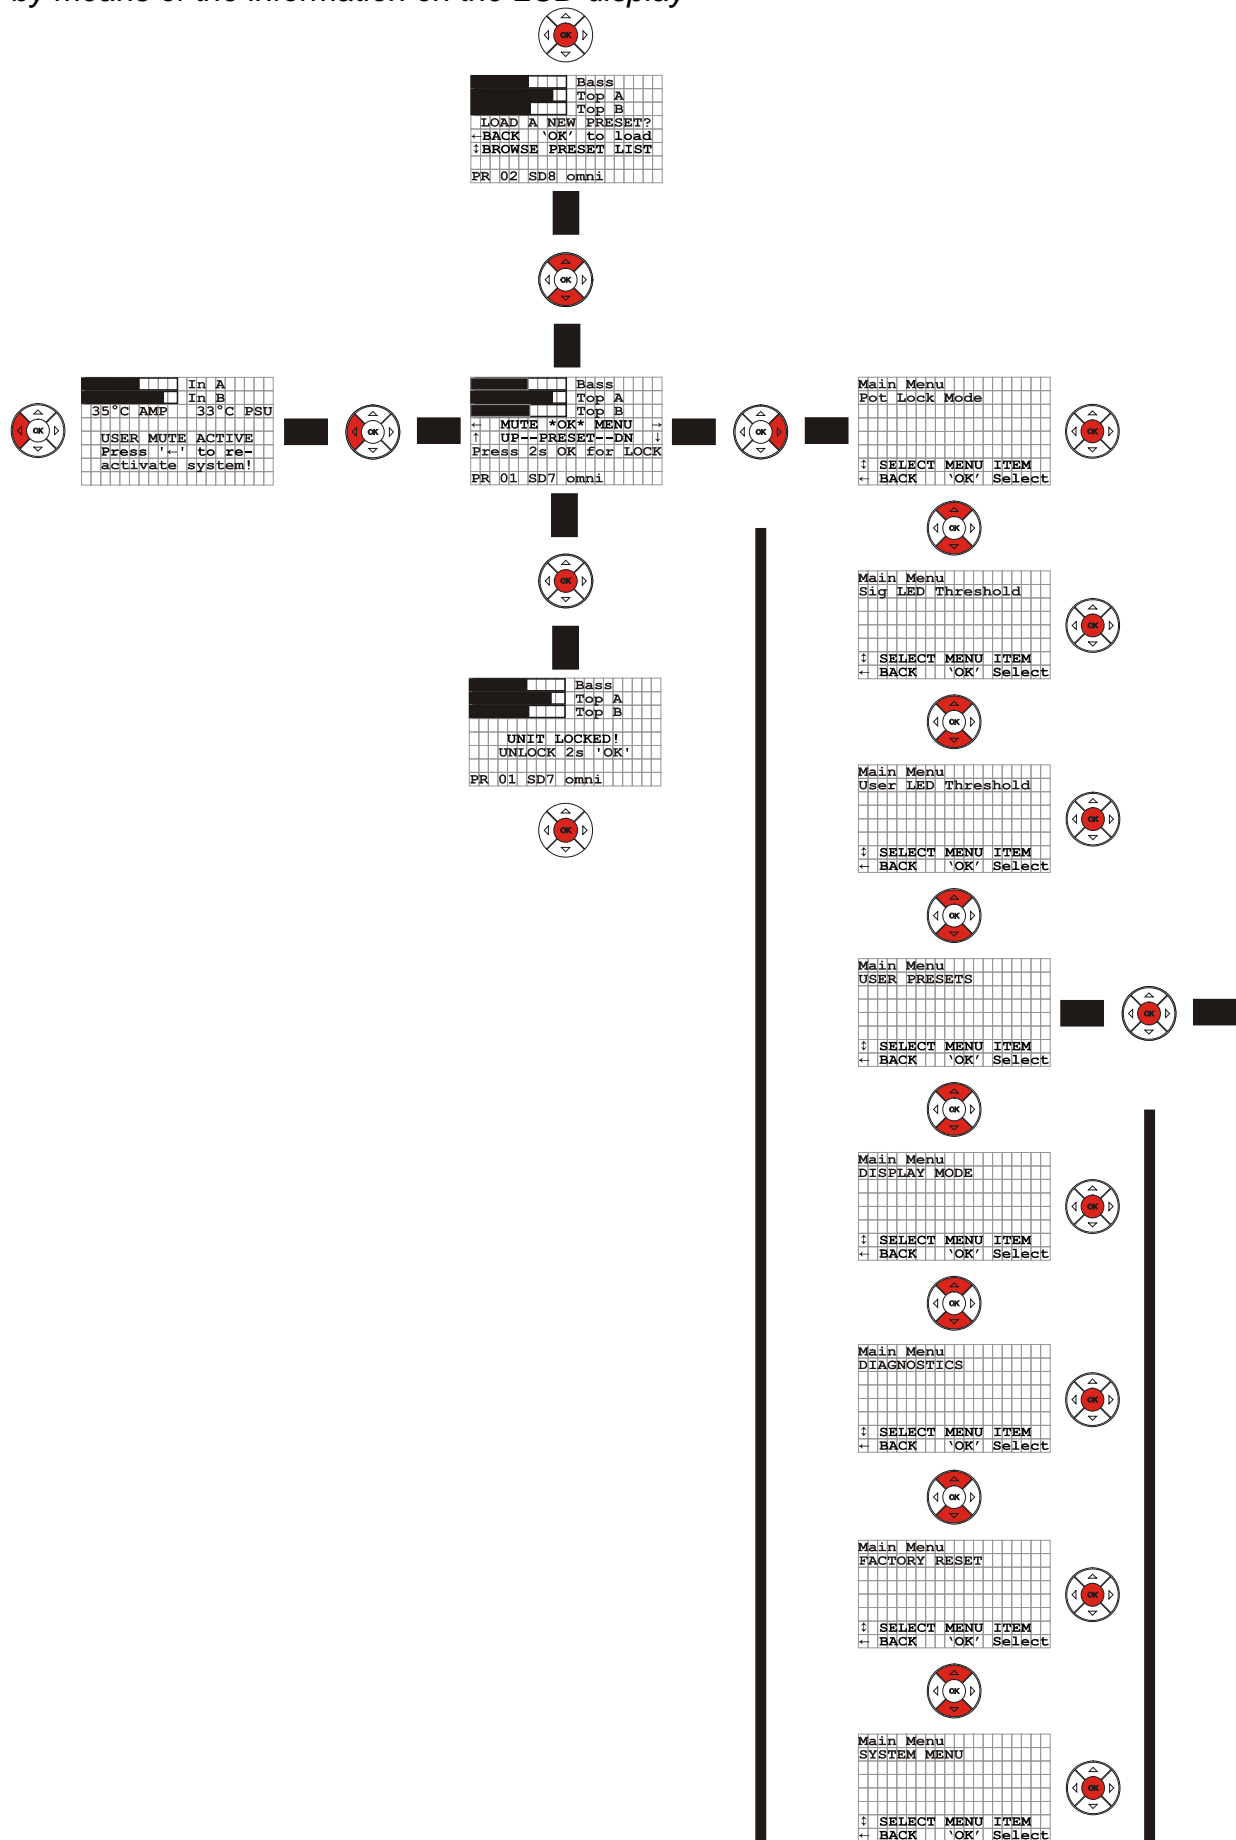 by means of the information on the LCD display
OK
Bass
Top A
Top B
LOAD A NEW PRESET?
←BACK 'OK' to load
↕BROWSE PRESET LIST
PR 02 SD8 omni
OK
In A
In B
35°C AMP 33°C PSU
USER MUTE ACTIVE
Press '←' to re-
activate system!
OK
OK
Bass
Top A
Top B
← MUTE *OK* MENU →
↑ UP--PRESET--DN ↓
Press 2s OK for LOCK
PR 01 SD7 omni
OK
Main Menu
Pot Lock Mode
↕ SELECT MENU ITEM
← BACK 'OK' Select
OK
OK
OK
Bass
Top A
Top B
UNIT LOCKED!
UNLOCK 2s 'OK'
PR 01 SD7 omni
OK
Main Menu
Sig LED Threshold
↕ SELECT MENU ITEM
← BACK 'OK' Select
OK
OK
Main Menu
User LED Threshold
↕ SELECT MENU ITEM
← BACK 'OK' Select
OK
OK
Main Menu
USER PRESETS
↕ SELECT MENU ITEM
← BACK 'OK' Select
OK
OK
Main Menu
DISPLAY MODE
↕ SELECT MENU ITEM
← BACK 'OK' Select
OK
OK
Main Menu
DIAGNOSTICS
↕ SELECT MENU ITEM
← BACK 'OK' Select
OK
OK
Main Menu
FACTORY RESET
↕ SELECT MENU ITEM
← BACK 'OK' Select
OK
OK
Main Menu
SYSTEM MENU
↕ SELECT MENU ITEM
← BACK 'OK' Select
OK